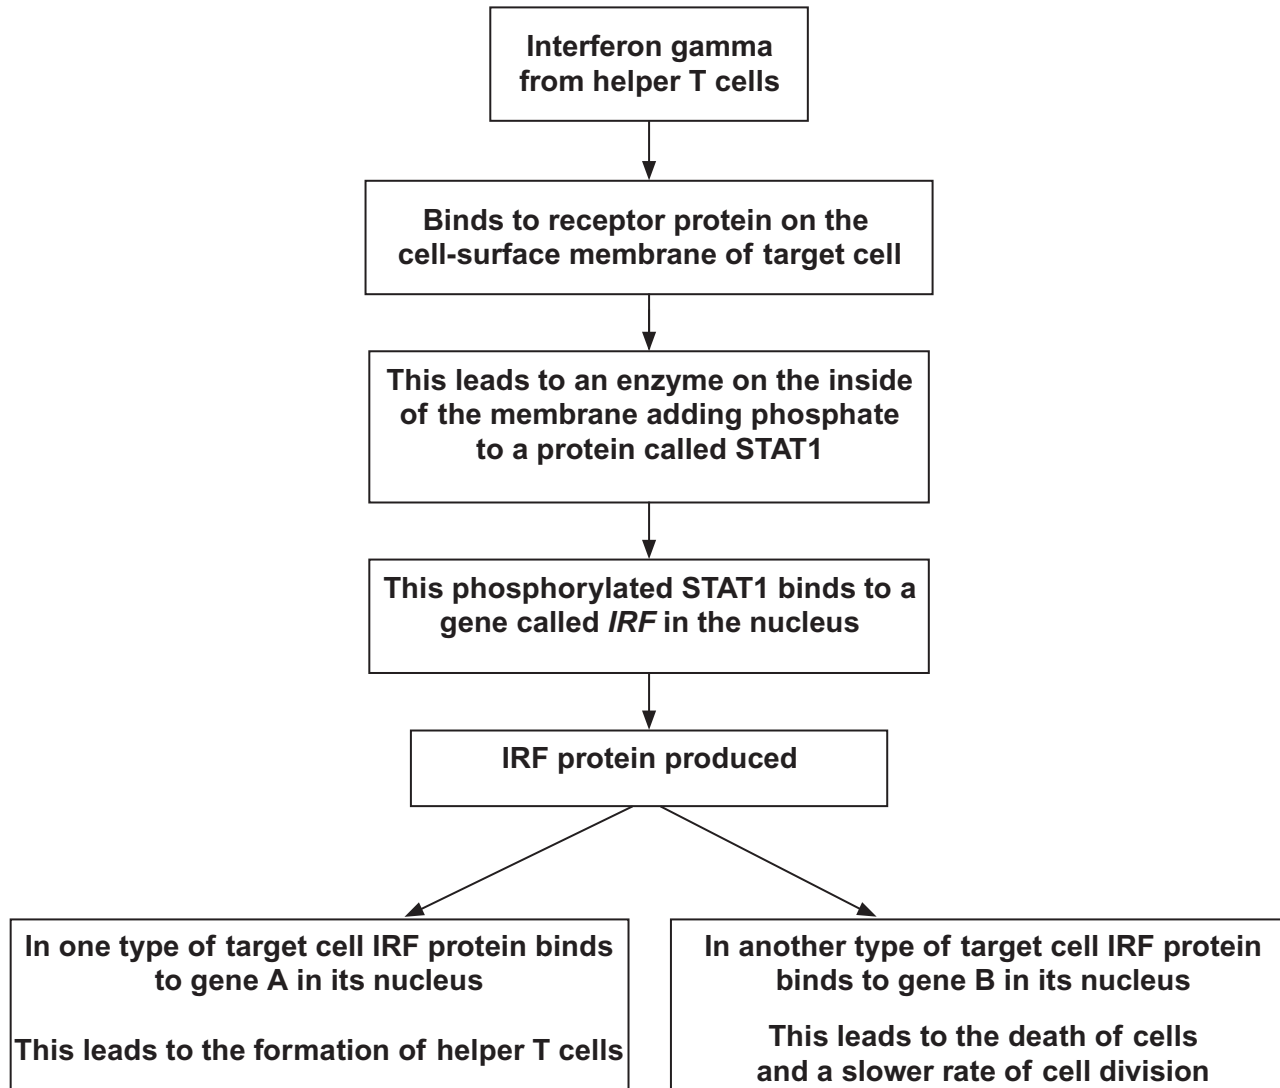 Interferon gamma
from helper T cells
Binds to receptor protein on the
cell-surface membrane of target cell
This leads to an enzyme on the inside
of the membrane adding phosphate
to a protein called STAT1
This phosphorylated STAT1 binds to a
gene called IRF in the nucleus
IRF protein produced
In one type of target cell IRF protein binds
to gene A in its nucleus
This leads to the formation of helper T cells
In another type of target cell IRF protein
binds to gene B in its nucleus
This leads to the death of cells
and a slower rate of cell division